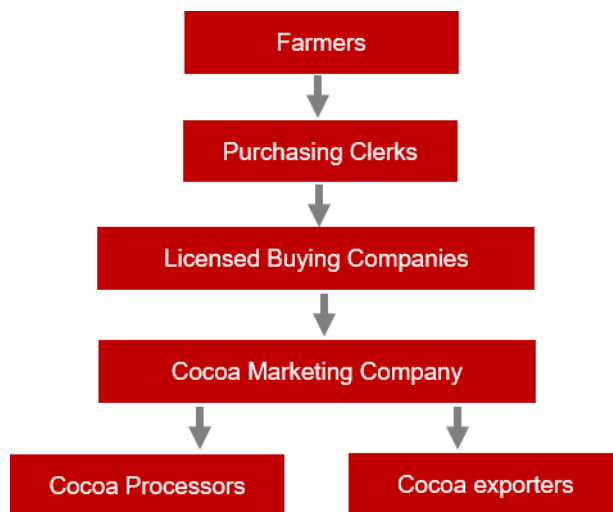 Farmers
Purchasing Clerks
Licensed Buying Companies
Cocoa Marketing Company
Cocoa Processors
Cocoa exporters